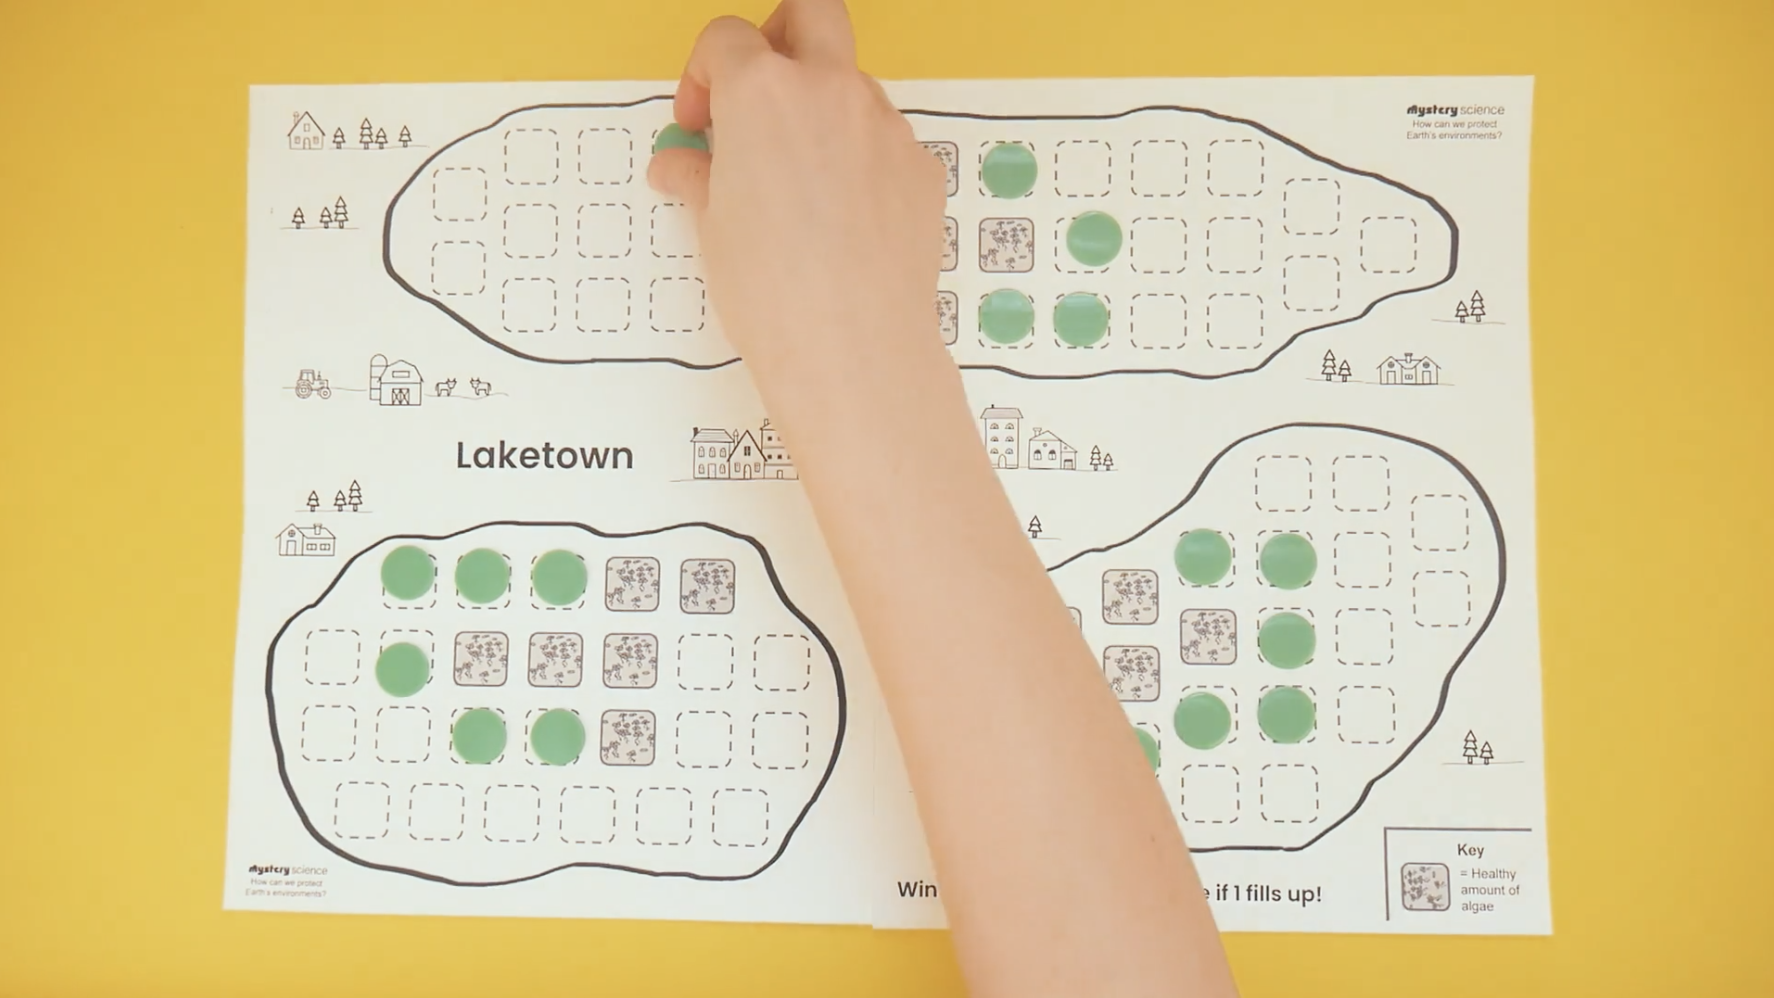 mystery science
How can we protect
Earth's environments?
Laketown
mystery science
How can we protect
Earth's environments?
Win
if 1 fills up!
Key
= Healthy
amount of
algae